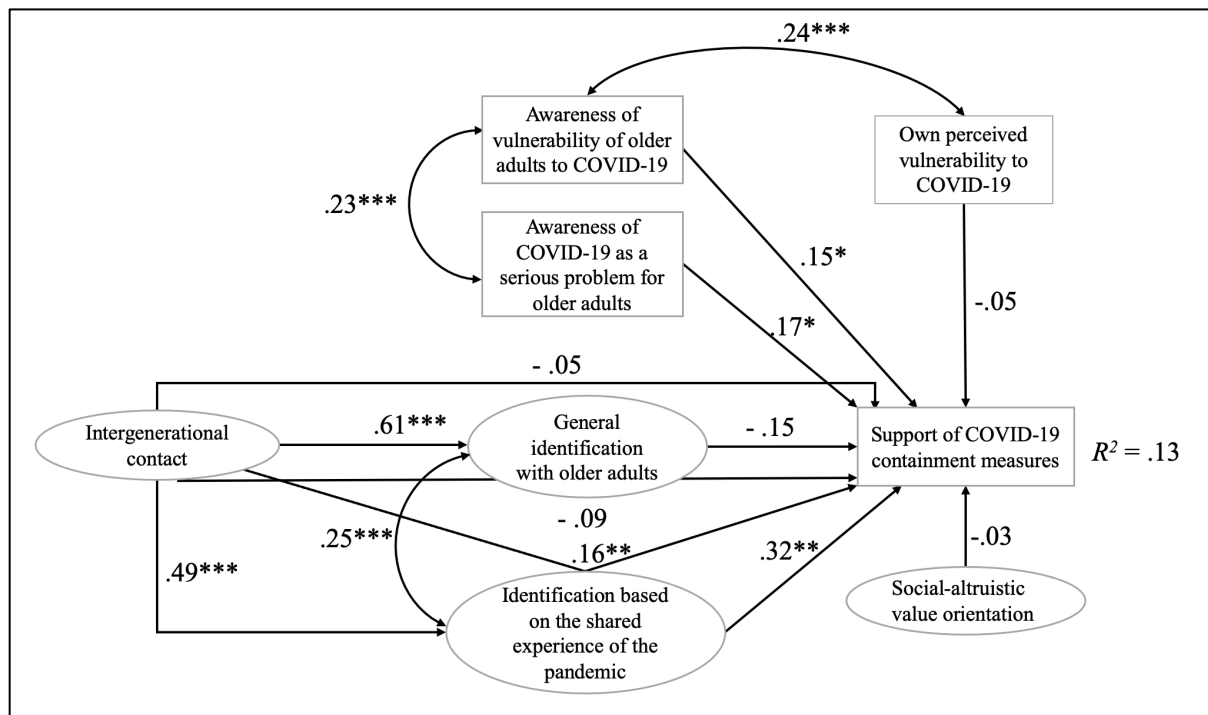 .24***
Awareness of
vulnerability of older
adults to COVID-19
Own perceived
vulnerability to
COVID-19
.23***
Awareness of
COVID-19 as a
serious problem for
older adults
.15*
-.05
.17*
- .05
Intergenerational
contact
.61***
General
identification
with older adults
- .15
Support of COVID-19
containment measures
R² = .13
- .09
.25***
.16**
.32**
-.03
.49***
Identification based
on the shared
experience of the
pandemic
Social-altruistic
value orientation